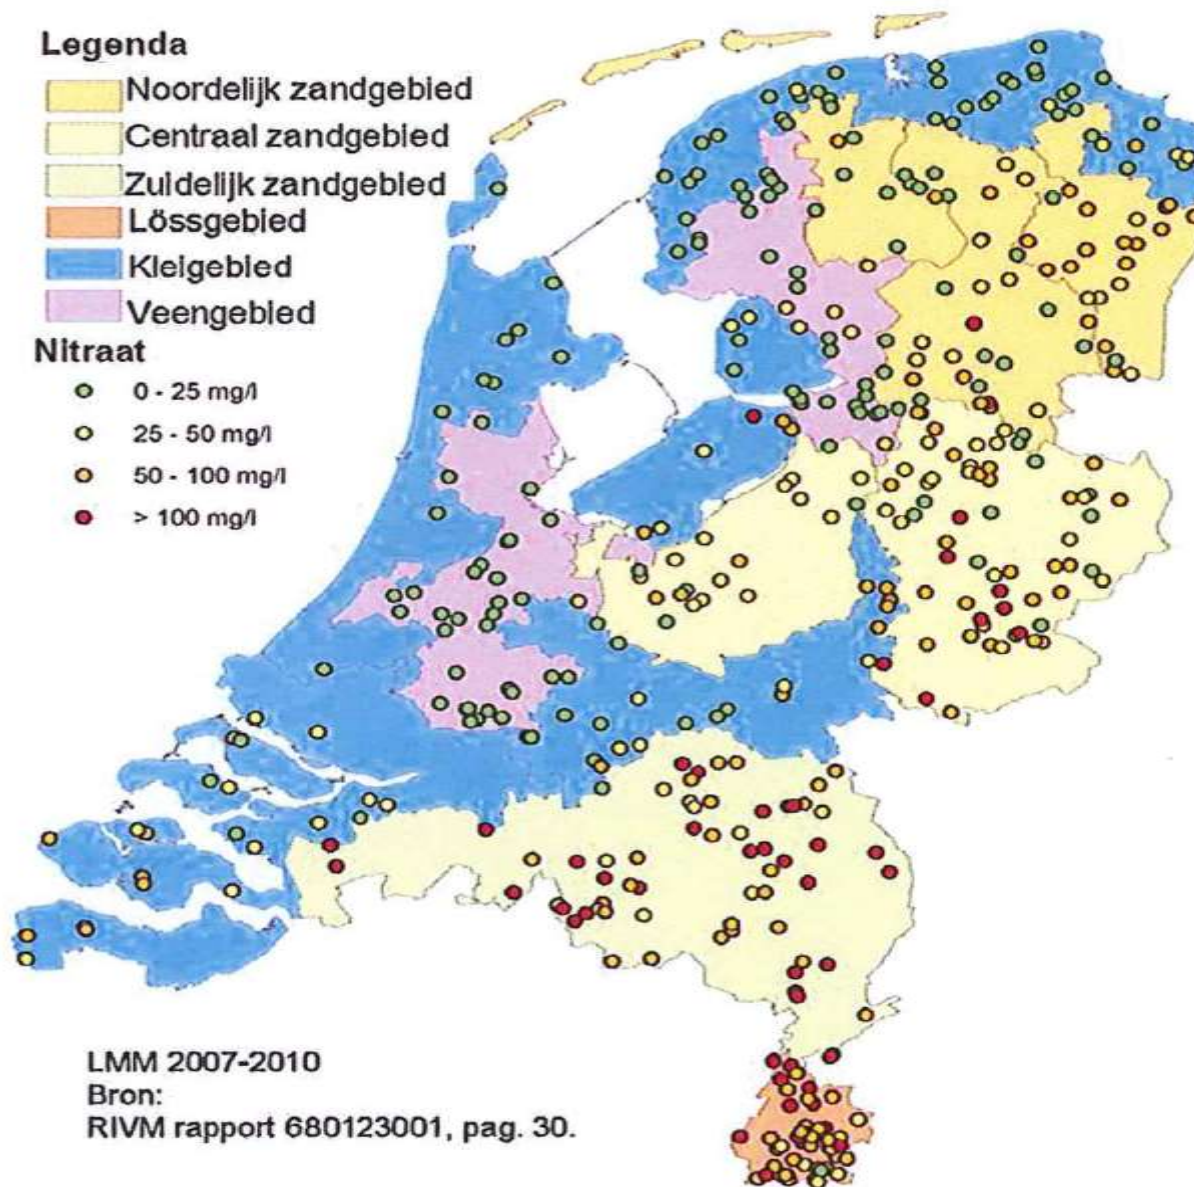 Legenda
Noordelijk zandgebied
Centraal zandgebied
Zuidelijk zandgebied
Lössgebied
Kleigebied
Veengebied
Nitraat
0 - 25 mg/l
25 - 50 mg/l
50 - 100 mg/l
> 100 mg/l
LMM 2007-2010
Bron:
RIVM rapport 680123001, pag. 30.